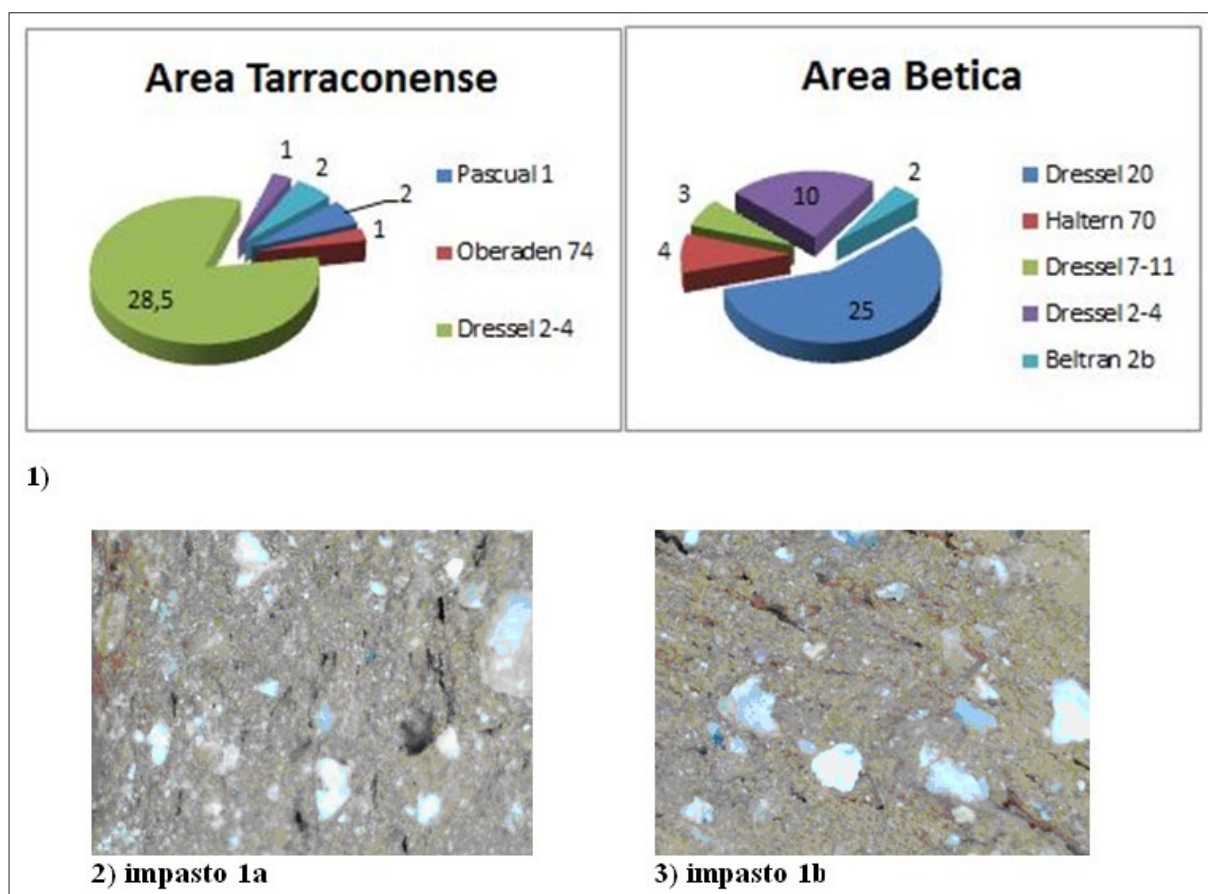 Area Tarraconense
1
2
2
1
28,5
Pascual 1
Oberaden 74
Dressel 2-4
Area Betica
2
10
3
4
25
Dressel 20
Haltern 70
Dressel 7-11
Dressel 2-4
Beltran 2b
1)
2) impasto 1a
3) impasto 1b